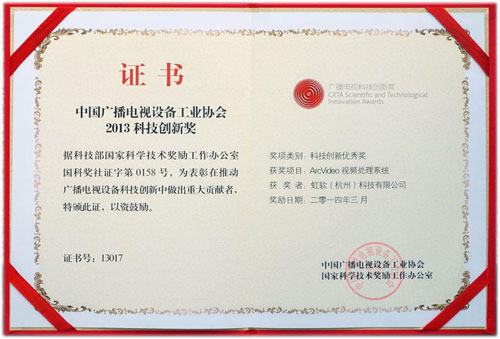 证书
中国广播电视设备工业协会
2013 科技创新奖
据科技部国家科学技术奖励工作办公室
国科奖社证字第0158 号，为表彰在推动
广播电视设备科技创新中做出重大贡献者，
特颁此证，以资鼓励。
证书号：13017
广播电视科技创新奖
CRTA Scientific and Technological
Innovation Awards
奖项类别：科技创新优秀奖
获奖项目：ArcVideo 视频处理系统
获奖者：虹软（杭州）科技有限公司
奖励日期：二〇一四年三月
中国广播电视设备工业协会
国家科学技术奖励工作办公室